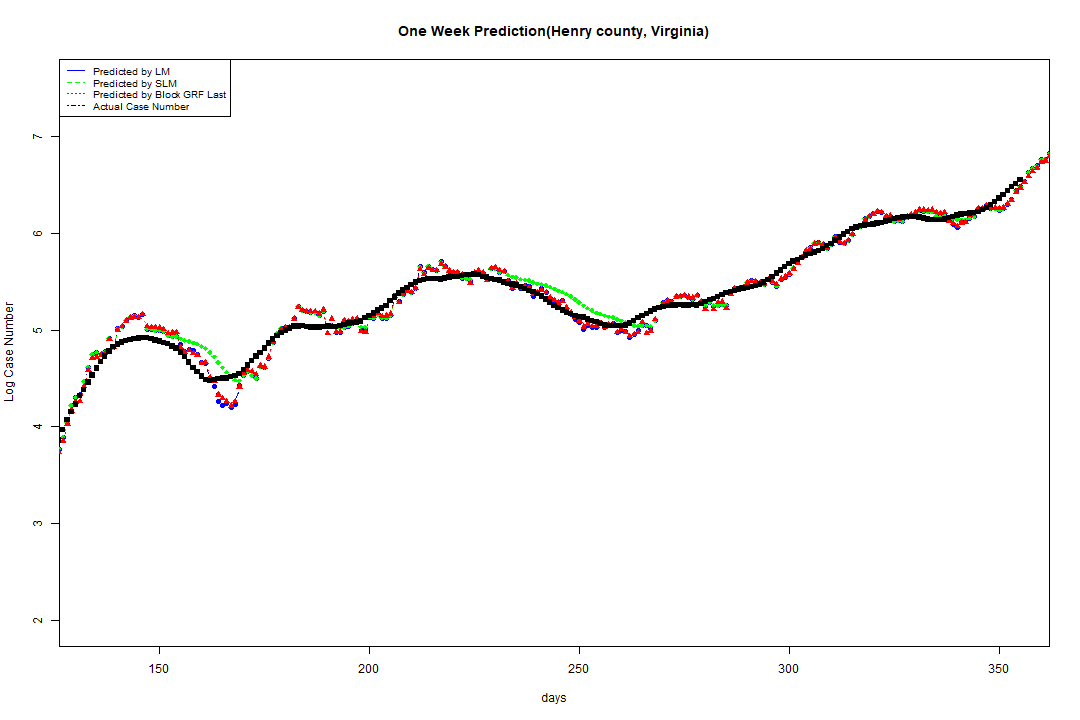 One Week Prediction(Henry county, Virginia)
Predicted by LM
Predicted by SLM
Predicted by Block GRF Last
Actual Case Number
Log Case Number
7
6
5
4
3
2
150 200 250 300 350
days